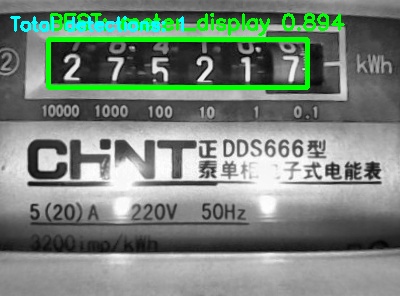 Total detections: 1
BEST: meter_display 0.894
② 2 7 5 2 1 7 kWh
10000 1000 100 10 1 0.1
CHNT 正泰 DDS666型
单相电子式电能表
5(20)A 220V 50Hz
3200imp/kWh